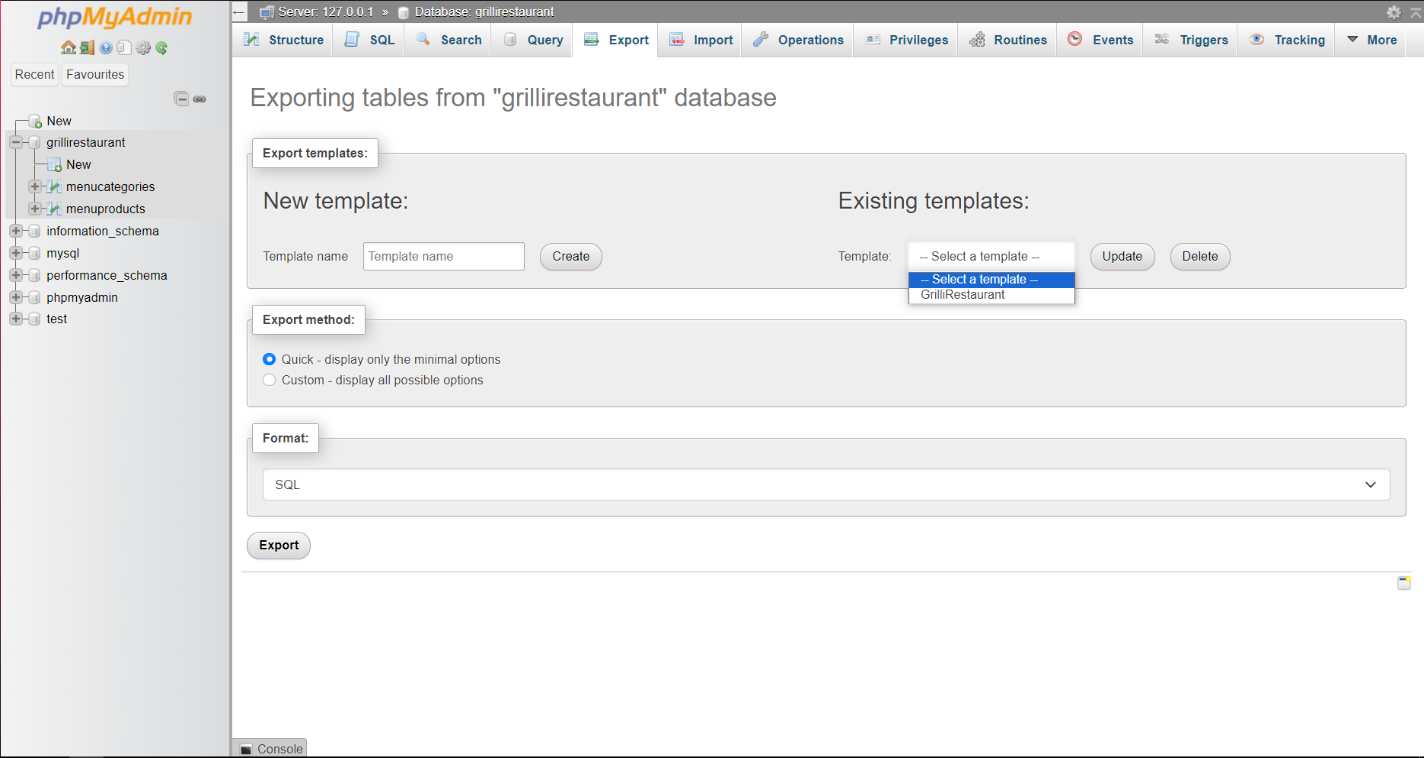 phpMyAdmin
Recent Favourites
New
grillirestaurant
New
menucategories
menuproducts
information_schema
mysql
performance_schema
phpmyadmin
test
Server: 127.0.0.1 » Database: grillirestaurant
Structure SQL Search Query Export Import Operations Privileges Routines Events Triggers Tracking More
Exporting tables from "grillirestaurant" database
Export templates:
New template: Existing templates:
Template name Template name Create Template: -- Select a template -- Update Delete
-- Select a template --
GrilliRestaurant
Export method:
Quick - display only the minimal options
Custom - display all possible options
Format:
SQL
Export
Console